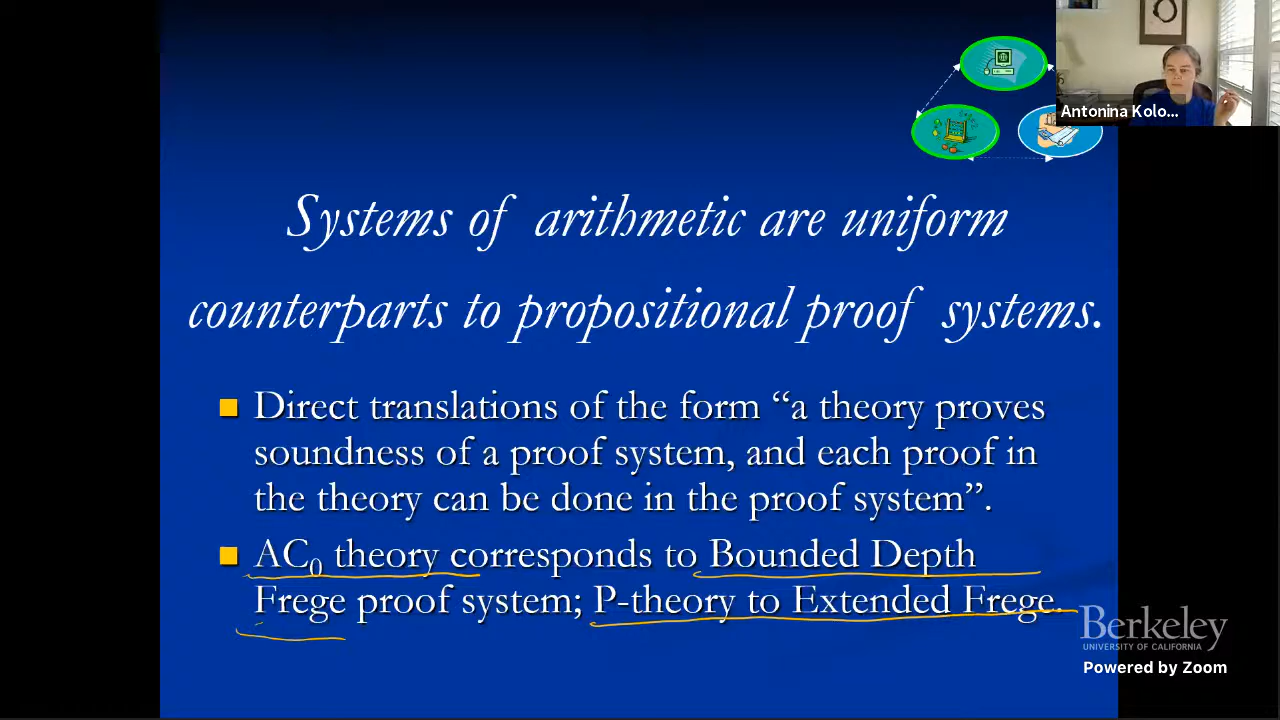 Antonina Kolo...
Systems of arithmetic are uniform
counterparts to propositional proof systems.
Direct translations of the form “a theory proves
soundness of a proof system, and each proof in
the theory can be done in the proof system”.
AC0 theory corresponds to Bounded Depth
Frege proof system; P-theory to Extended Frege.
Berkeley
UNIVERSITY OF CALIFORNIA
Powered by Zoom